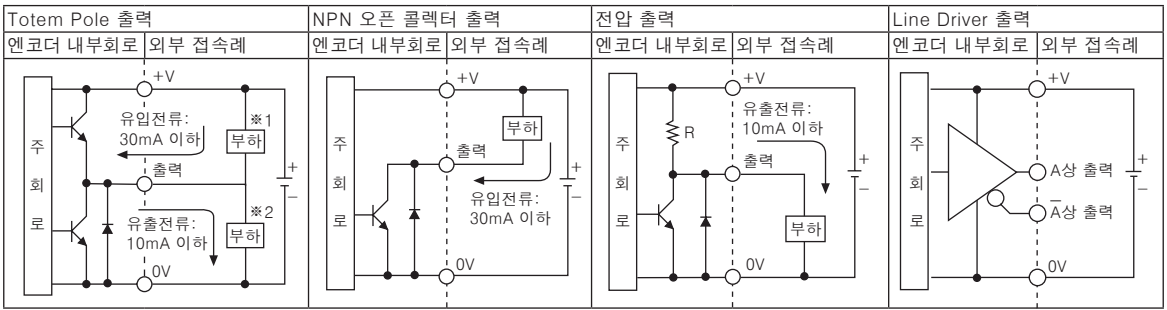 Totem Pole 출력
엔코더 내부회로 외부 접속례
+V
유입전류:
30mA 이하
※1
부하
주
회
로
출력
+
−
유출전류:
10mA 이하
※2
부하
0V
NPN 오픈 콜렉터 출력
엔코더 내부회로 외부 접속례
+V
부하
주
회
로
출력
유입전류:
30mA 이하
+
−
0V
전압 출력
엔코더 내부회로 외부 접속례
+V
유출전류:
10mA 이하
R
주
회
로
출력
+
−
부하
0V
Line Driver 출력
엔코더 내부회로 외부 접속례
+V
주
회
로
A상 출력
A̅상 출력
+
−
0V